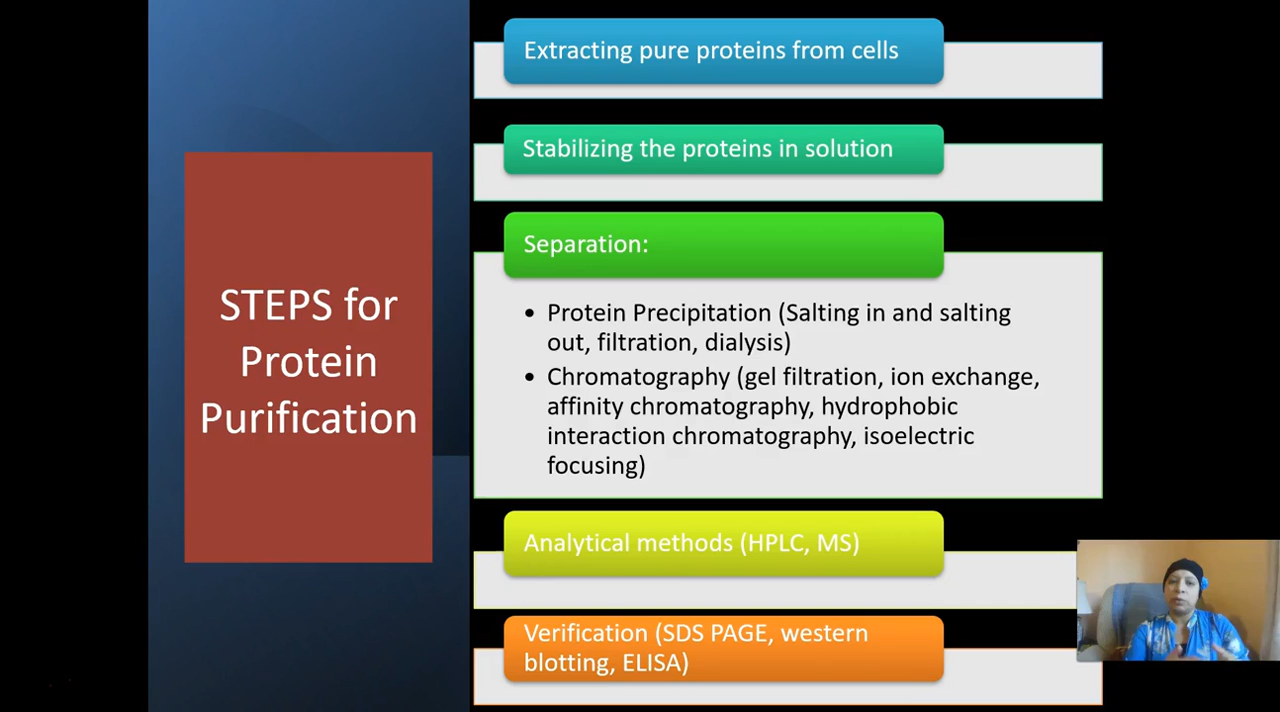 STEPS for
Protein
Purification
Extracting pure proteins from cells
Stabilizing the proteins in solution
Separation:
• Protein Precipitation (Salting in and salting
out, filtration, dialysis)
• Chromatography (gel filtration, ion exchange,
affinity chromatography, hydrophobic
interaction chromatography, isoelectric
focusing)
Analytical methods (HPLC, MS)
Verification (SDS PAGE, western
blotting, ELISA)